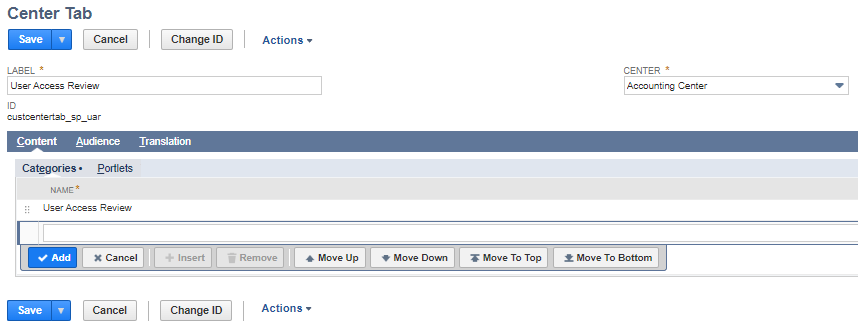 Center Tab
Save Cancel Change ID Actions
LABEL * CENTER *
User Access Review Accounting Center
ID
custcentertab_sp_uar
Content Audience Translation
Categories • Portlets
NAME *
User Access Review
Add Cancel Insert Remove Move Up Move Down Move To Top Move To Bottom
Save Cancel Change ID Actions